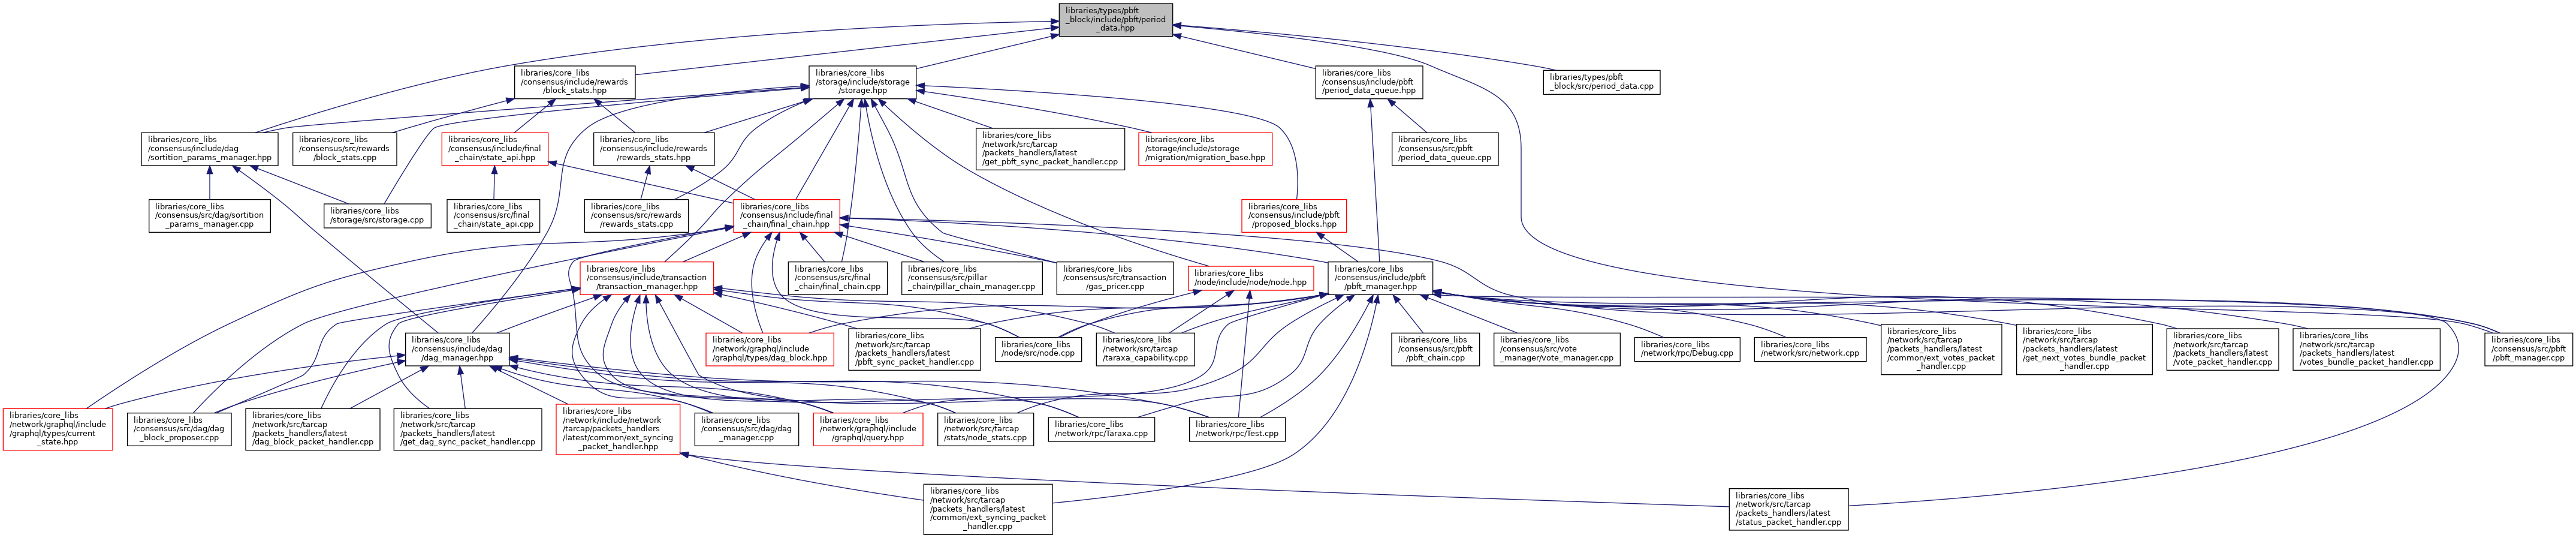 libraries/types/pbft
_block/include/pbft/period
_data.hpp
libraries/core_libs
/consensus/include/rewards
/block_stats.hpp
libraries/core_libs
/storage/include/storage
/storage.hpp
libraries/core_libs
/consensus/include/pbft
/period_data_queue.hpp
libraries/types/pbft
_block/src/period_data.cpp
libraries/core_libs
/consensus/include/dag
/sortition_params_manager.hpp
libraries/core_libs
/consensus/src/rewards
/block_stats.cpp
libraries/core_libs
/consensus/include/final
_chain/state_api.hpp
libraries/core_libs
/consensus/include/rewards
/rewards_stats.hpp
libraries/core_libs
/network/src/tarcap
/packets_handlers/latest
/get_pbft_sync_packet_handler.cpp
libraries/core_libs
/storage/include/storage
/migration/migration_base.hpp
libraries/core_libs
/consensus/src/pbft
/period_data_queue.cpp
libraries/core_libs
/consensus/src/dag/sortition
_params_manager.cpp
libraries/core_libs
/storage/src/storage.cpp
libraries/core_libs
/consensus/src/final
_chain/state_api.cpp
libraries/core_libs
/consensus/src/rewards
/rewards_stats.cpp
libraries/core_libs
/consensus/include/final
_chain/final_chain.hpp
libraries/core_libs
/consensus/include/pbft
/proposed_blocks.hpp
libraries/core_libs
/consensus/include/transaction
/transaction_manager.hpp
libraries/core_libs
/consensus/src/final
_chain/final_chain.cpp
libraries/core_libs
/consensus/src/pillar
_chain/pillar_chain_manager.cpp
libraries/core_libs
/consensus/src/transaction
/gas_pricer.cpp
libraries/core_libs
/node/include/node/node.hpp
libraries/core_libs
/consensus/include/pbft
/pbft_manager.hpp
libraries/core_libs
/consensus/include/dag
/dag_manager.hpp
libraries/core_libs
/network/graphql/include
/graphql/types/dag_block.hpp
libraries/core_libs
/network/src/tarcap
/packets_handlers/latest
/pbft_sync_packet_handler.cpp
libraries/core_libs
/node/src/node.cpp
libraries/core_libs
/network/src/tarcap
/taraxa_capability.cpp
libraries/core_libs
/consensus/src/pbft
/pbft_chain.cpp
libraries/core_libs
/consensus/src/vote
_manager/vote_manager.cpp
libraries/core_libs
/network/rpc/Debug.cpp
libraries/core_libs
/network/src/network.cpp
libraries/core_libs
/network/src/tarcap
/packets_handlers/latest
/common/ext_votes_packet
_handler.cpp
libraries/core_libs
/network/src/tarcap
/packets_handlers/latest
/get_next_votes_bundle_packet
_handler.cpp
libraries/core_libs
/network/src/tarcap
/packets_handlers/latest
/vote_packet_handler.cpp
libraries/core_libs
/network/src/tarcap
/packets_handlers/latest
/votes_bundle_packet_handler.cpp
libraries/core_libs
/consensus/src/pbft
/pbft_manager.cpp
libraries/core_libs
/network/graphql/include
/graphql/types/current
_state.hpp
libraries/core_libs
/consensus/src/dag/dag
_block_proposer.cpp
libraries/core_libs
/network/src/tarcap
/packets_handlers/latest
/dag_block_packet_handler.cpp
libraries/core_libs
/network/src/tarcap
/packets_handlers/latest
/get_dag_sync_packet_handler.cpp
libraries/core_libs
/network/include/network
/tarcap/packets_handlers
/latest/common/ext_syncing
_packet_handler.hpp
libraries/core_libs
/consensus/src/dag/dag
_manager.cpp
libraries/core_libs
/network/graphql/include
/graphql/query.hpp
libraries/core_libs
/network/src/tarcap
/stats/node_stats.cpp
libraries/core_libs
/network/rpc/Taraxa.cpp
libraries/core_libs
/network/rpc/Test.cpp
libraries/core_libs
/network/src/tarcap
/packets_handlers/latest
/common/ext_syncing_packet
_handler.cpp
libraries/core_libs
/network/src/tarcap
/packets_handlers/latest
/status_packet_handler.cpp